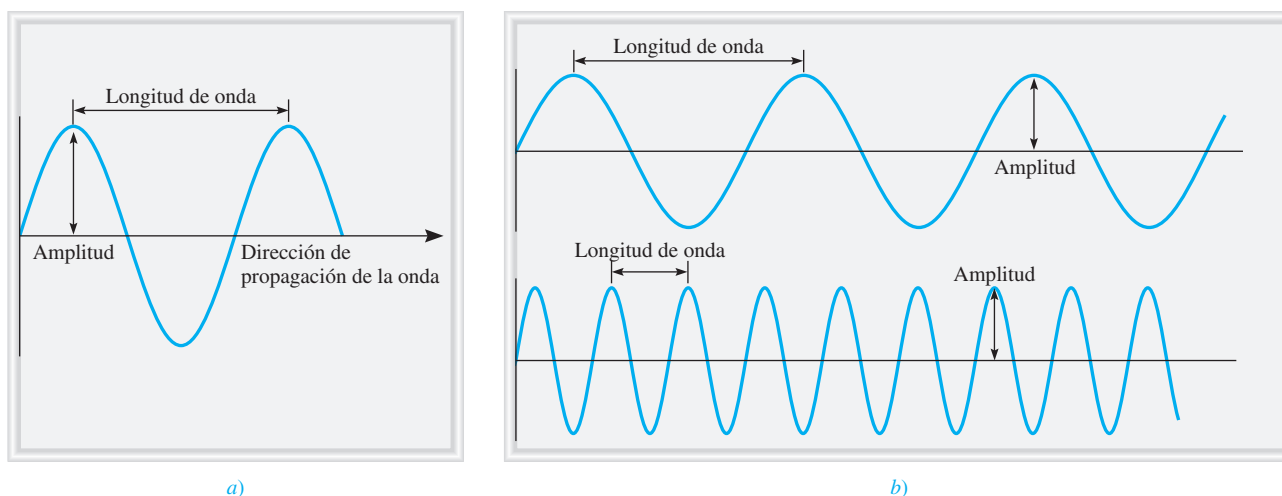 Longitud de onda
Amplitud
Dirección de
propagación de la onda
a)
Longitud de onda
Amplitud
Longitud de onda
Amplitud
b)